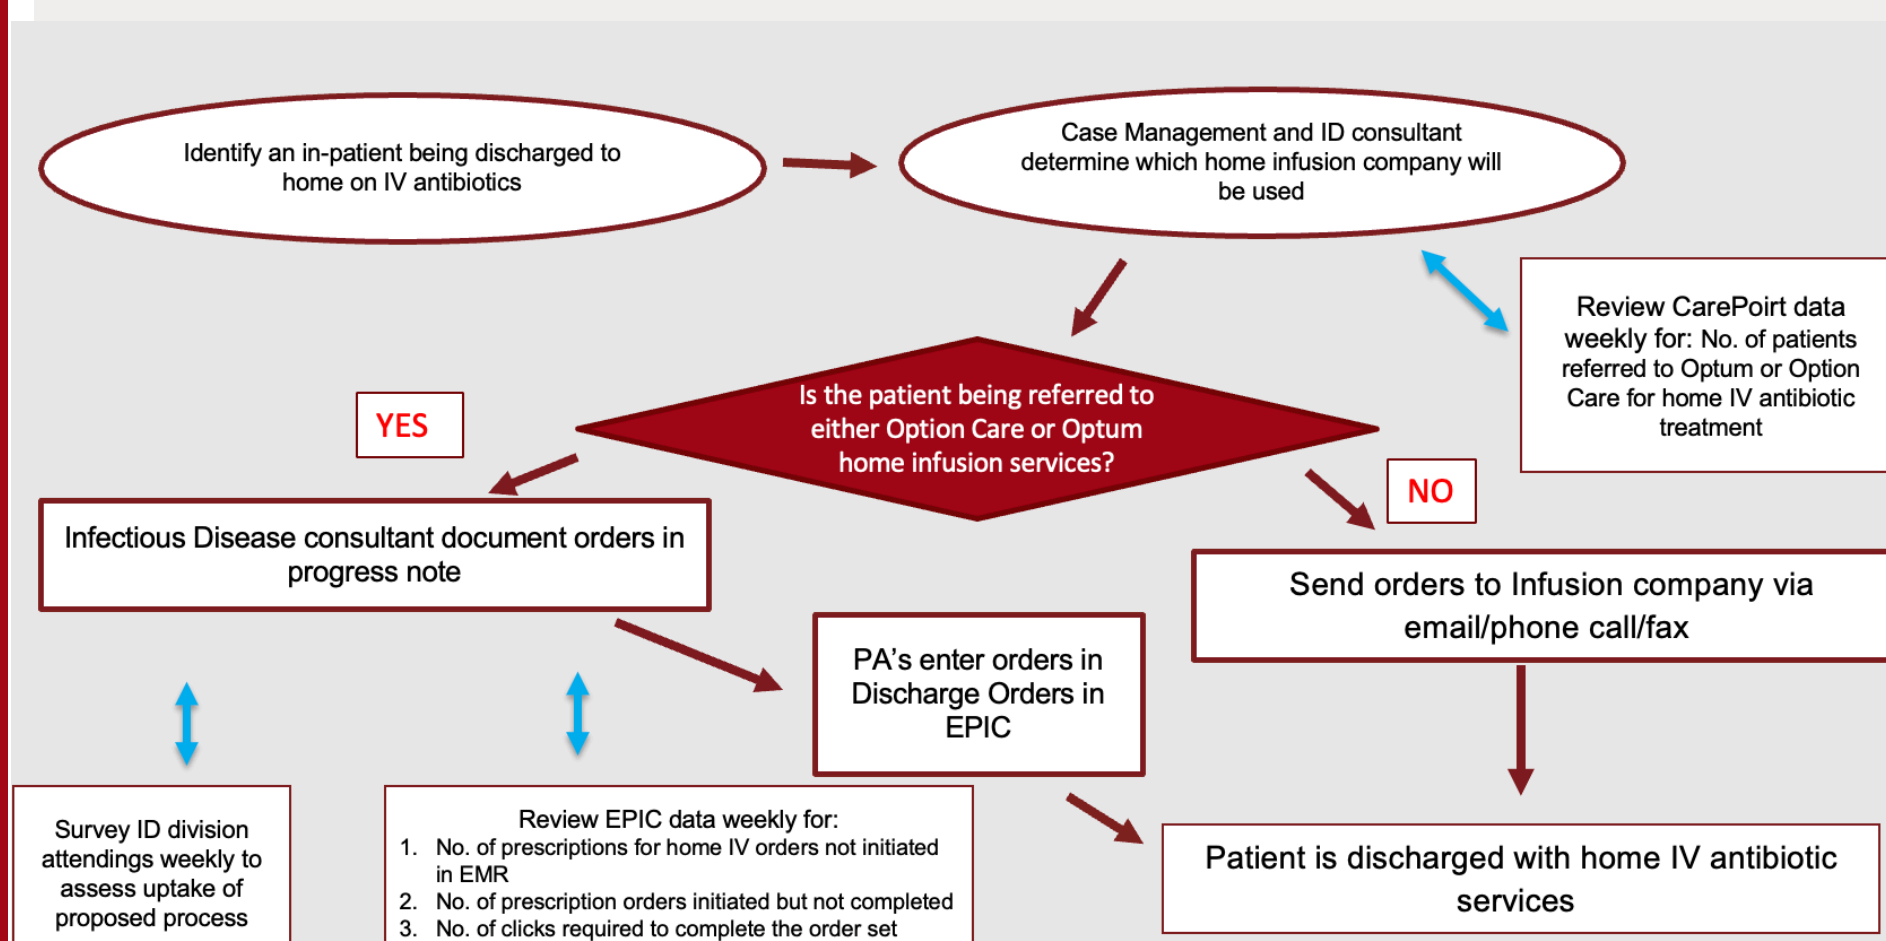 Identify an in-patient being discharged to
home on IV antibiotics
Case Management and ID consultant
determine which home infusion company will
be used
Review CarePoirt data
weekly for: No. of patients
referred to Optum or Option
Care for home IV antibiotic
treatment
Is the patient being referred to
either Option Care or Optum
home infusion services?
YES
NO
Infectious Disease consultant document orders in
progress note
Send orders to Infusion company via
email/phone call/fax
PA's enter orders in
Discharge Orders in
EPIC
Survey ID division
attendings weekly to
assess uptake of
proposed process
Review EPIC data weekly for:
1. No. of prescriptions for home IV orders not initiated
in EMR
2. No. of prescription orders initiated but not completed
3. No. of clicks required to complete the order set
Patient is discharged with home IV antibiotic
services